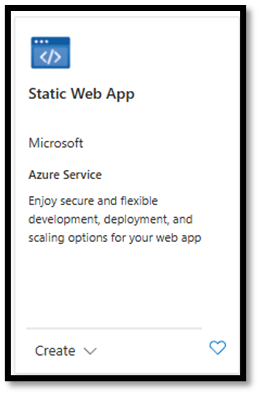 </>
Static Web App
Microsoft
Azure Service
Enjoy secure and flexible
development, deployment, and
scaling options for your web app
Create